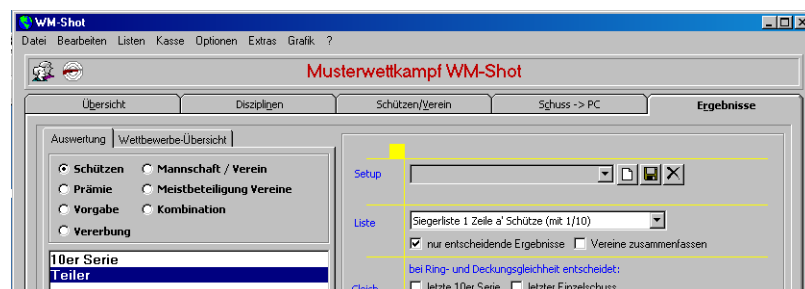 WM-Shot
Datei Bearbeiten Listen Kasse Optionen Extras Grafik ?
Musterwettkampf WM-Shot
Übersicht Disziplinen Schützen/Verein Schuss -> PC Ergebnisse
Auswertung Wettbewerbe-Übersicht
Schützen Mannschaft / Verein
Prämie Meistbeteiligung Vereine
Vorgabe Kombination
Vererbung
10er Serie
Teiler
Setup
Liste Siegerliste 1 Zeile a' Schütze (mit 1/10)
nur entscheidende Ergebnisse Vereine zusammenfassen
bei Ring- und Deckungsgleichheit entscheidet:
Gleich letzte 10er Serie letzter Einzelschuss